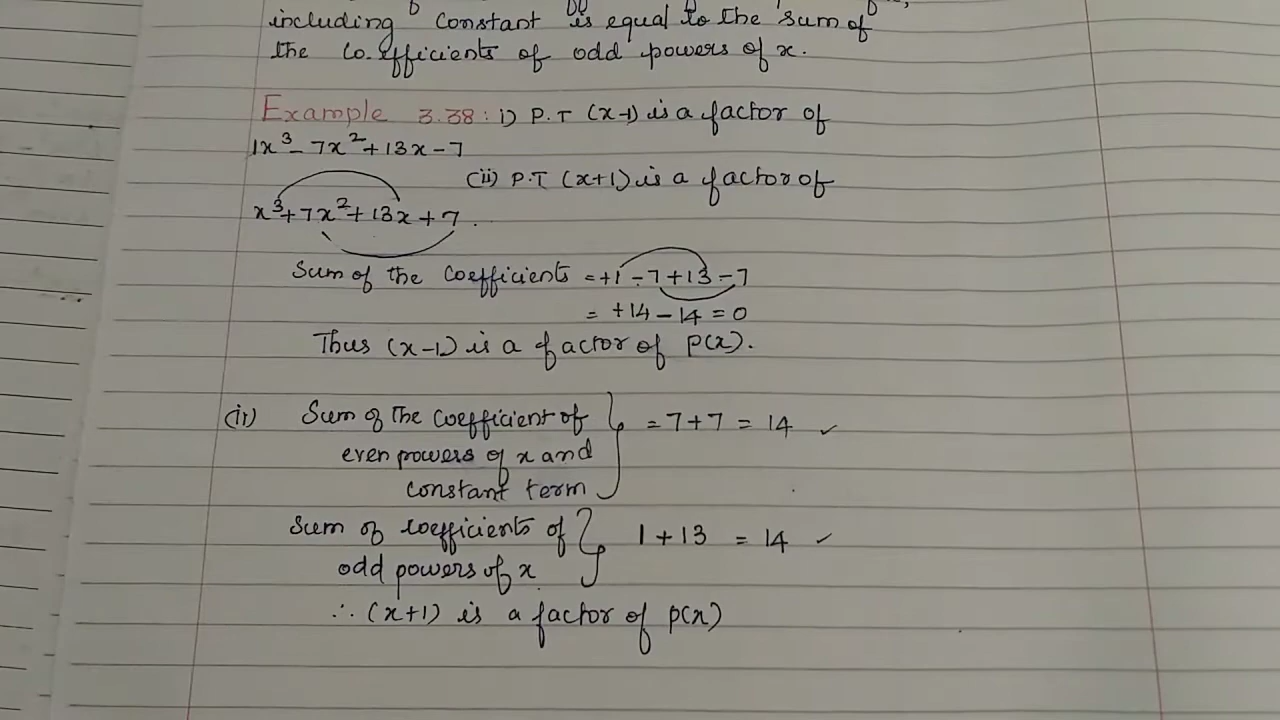 including constant is equal to the sum of
the co-efficients of odd powers of x.
Example 3.38: i) P.T (x-1) is a factor of
1x³-7x²+13x-7
(ii) P.T (x+1) is a factor of
x³+7x²+13x+7.
Sum of the coefficients = +1-7+13-7
= +14-14=0
Thus (x-1) is a factor of P(x).
(ii) Sum of the coefficient of } = 7+7 = 14 ✓
even powers of x and
constant term
Sum of coefficients of } 1+13 = 14 ✓
odd powers of x
∴ (x+1) is a factor of p(x)